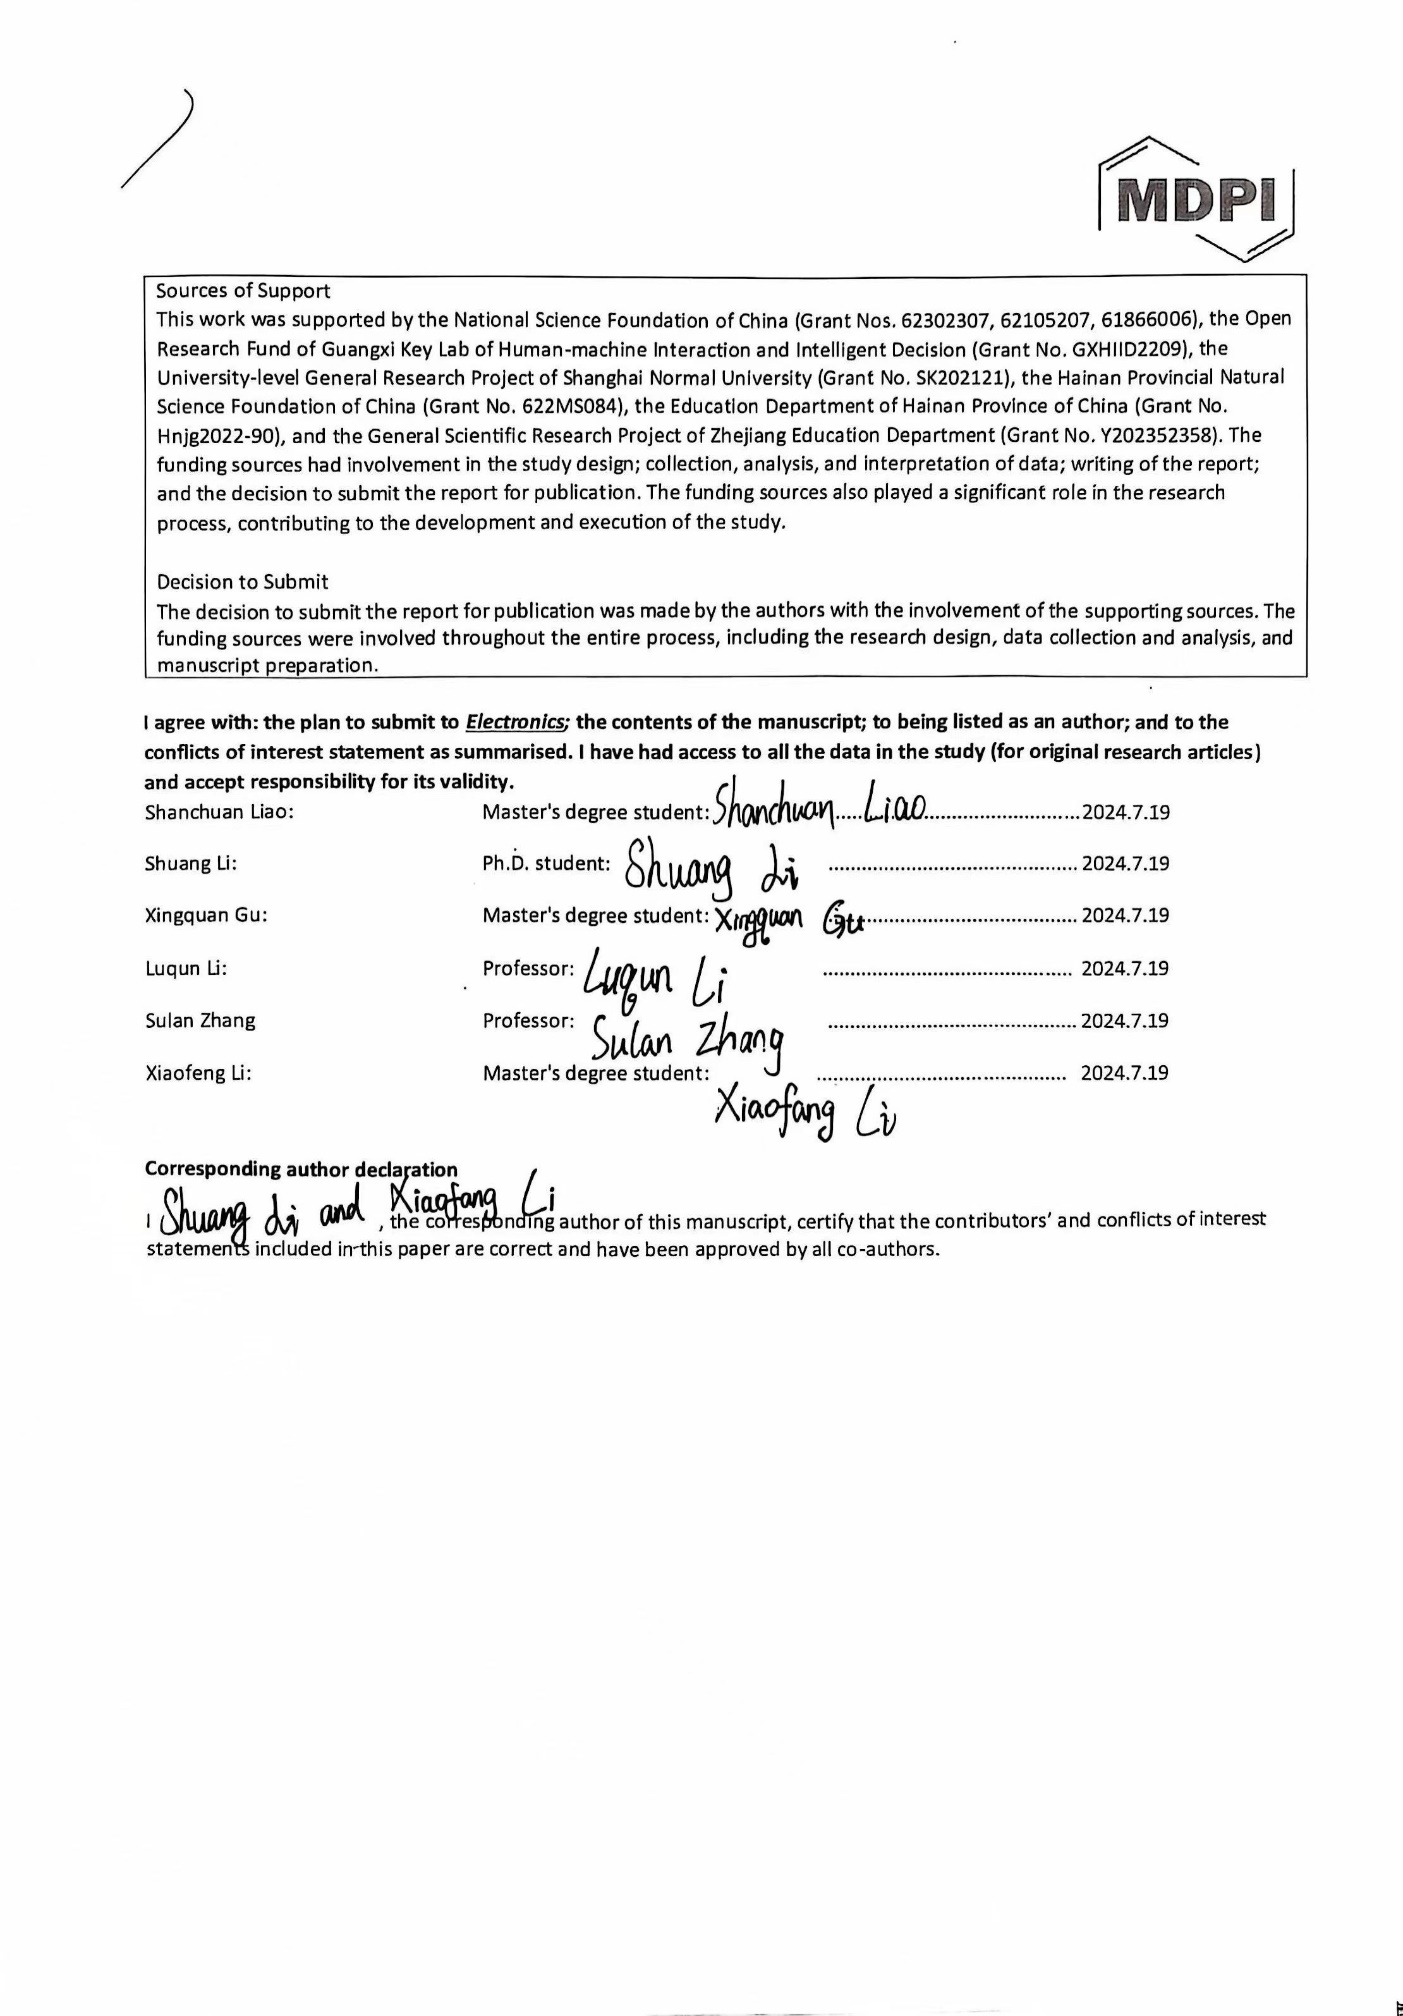 MDPI
Sources of Support
This work was supported by the National Science Foundation of China (Grant Nos. 62302307, 62105207, 61866006), the Open
Research Fund of Guangxi Key Lab of Human-machine Interaction and Intelligent Decision (Grant No. GXHIID2209), the
University-level General Research Project of Shanghai Normal University (Grant No. SK202121), the Hainan Provincial Natural
Science Foundation of China (Grant No. 622MS084), the Education Department of Hainan Province of China (Grant No.
Hnjg2022-90), and the General Scientific Research Project of Zhejiang Education Department (Grant No. Y202352358). The
funding sources had involvement in the study design; collection, analysis, and interpretation of data; writing of the report;
and the decision to submit the report for publication. The funding sources also played a significant role in the research
process, contributing to the development and execution of the study.
Decision to Submit
The decision to submit the report for publication was made by the authors with the involvement of the supporting sources. The
funding sources were involved throughout the entire process, including the research design, data collection and analysis, and
manuscript preparation.
I agree with: the plan to submit to Electronics; the contents of the manuscript; to being listed as an author; and to the
conflicts of interest statement as summarised. I have had access to all the data in the study (for original research articles)
and accept responsibility for its validity.
Shanchuan Liao: Master's degree student: Shanchuan Liao 2024.7.19
Shuang Li: Ph.D. student: Shuang Li 2024.7.19
Xingquan Gu: Master's degree student: Xingquan Gu 2024.7.19
Luqun Li: Professor: Luqun Li 2024.7.19
Sulan Zhang Professor: Sulan Zhang 2024.7.19
Xiaofeng Li: Master's degree student: Xiaofang Li 2024.7.19
Corresponding author declaration
I Shuang Li and Xiaofang Li, the corresponding author of this manuscript, certify that the contributors' and conflicts of interest
statements included in this paper are correct and have been approved by all co-authors.